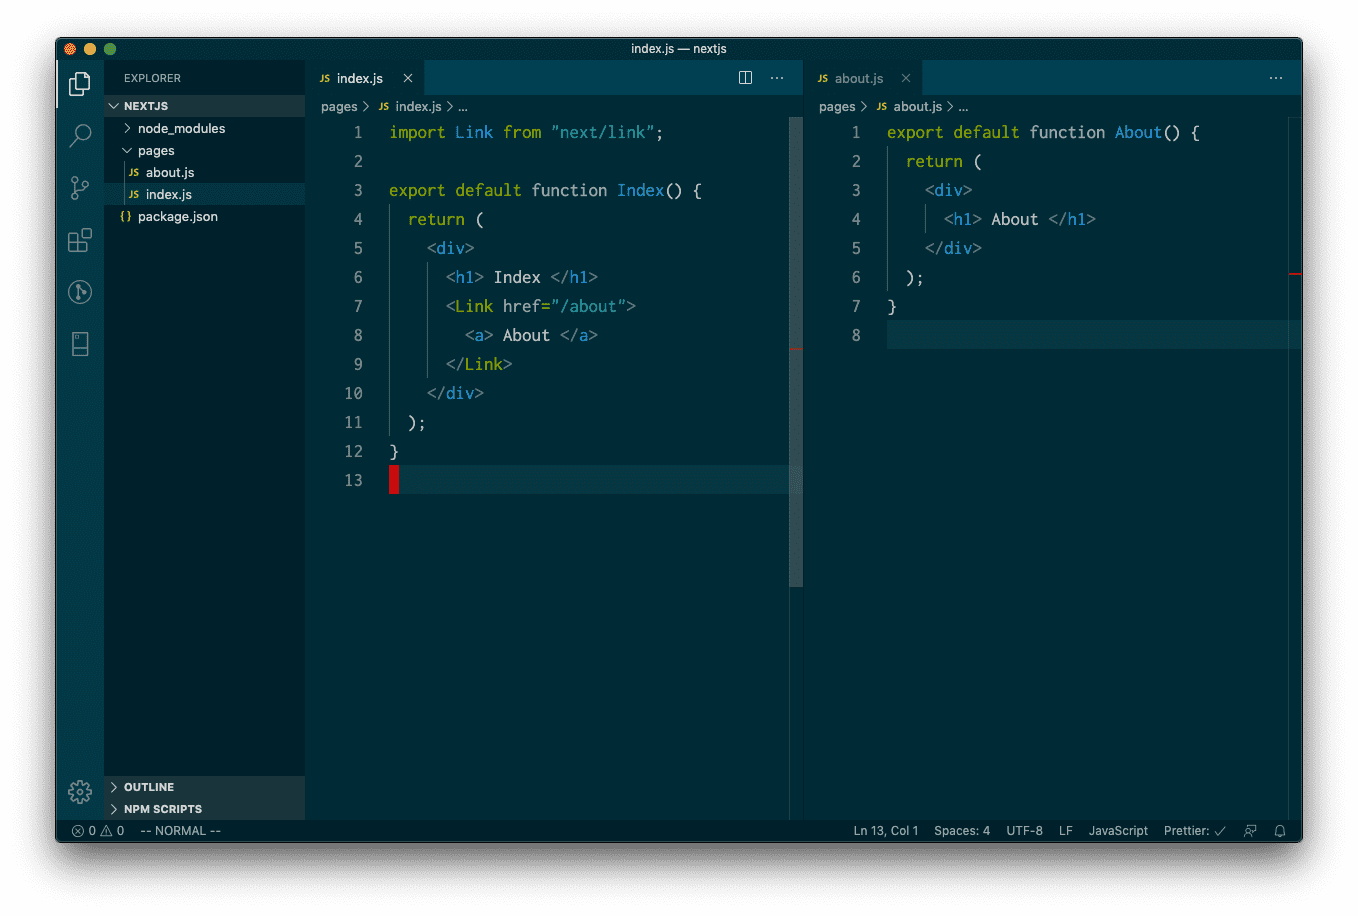 index.js — nextjs
EXPLORER
NEXTJS
node_modules
pages
JS about.js
JS index.js
{} package.json
OUTLINE
NPM SCRIPTS
JS index.js
pages > JS index.js > ...
1 import Link from "next/link";
2
3 export default function Index() {
4 return (
5 <div>
6 <h1> Index </h1>
7 <Link href="/about">
8 <a> About </a>
9 </Link>
10 </div>
11 );
12 }
13
JS about.js
pages > JS about.js > ...
1 export default function About() {
2 return (
3 <div>
4 <h1> About </h1>
5 </div>
6 );
7 }
8
0 0 -- NORMAL --
Ln 13, Col 1 Spaces: 4 UTF-8 LF JavaScript Prettier: ✓